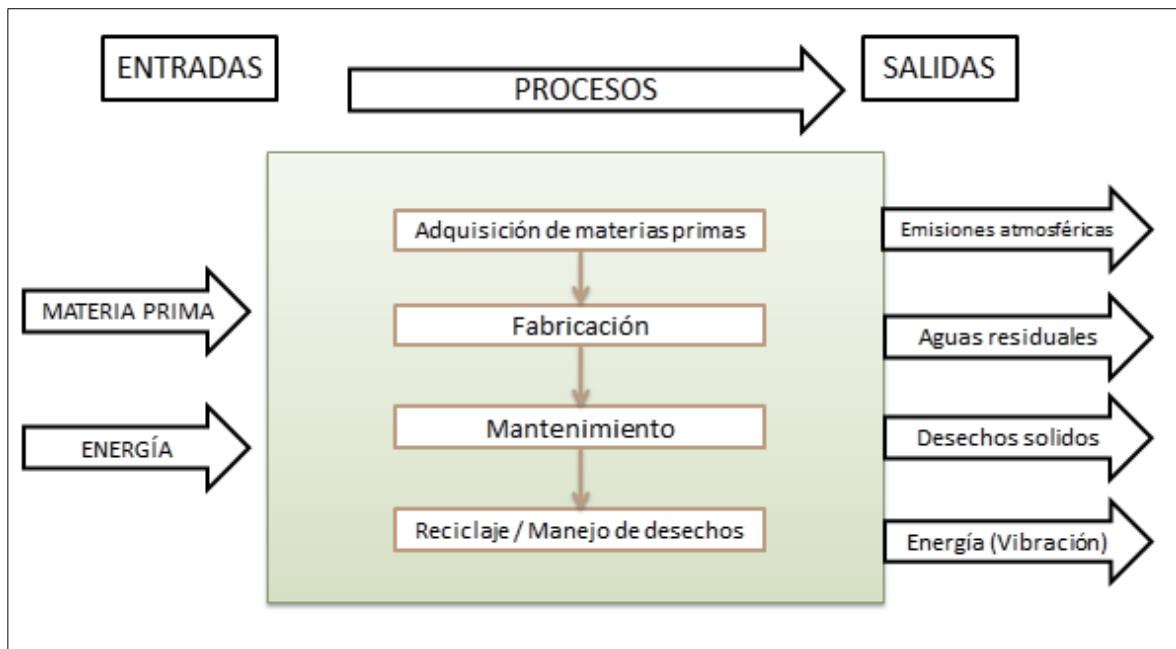 ENTRADAS
PROCESOS
SALIDAS
Adquisición de materias primas
Emisiones atmosféricas
MATERIA PRIMA
Fabricación
Aguas residuales
ENERGÍA
Mantenimiento
Desechos solidos
Reciclaje / Manejo de desechos
Energía (Vibración)